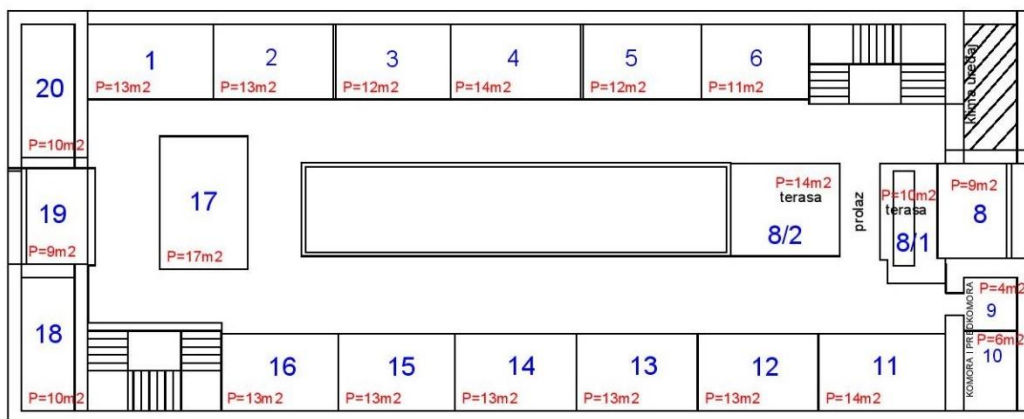 1
P=13m2
2
P=13m2
3
P=12m2
4
P=14m2
5
P=12m2
6
P=11m2
klima uređaj
20
P=10m2
19
P=9m2
17
P=17m2
P=14m2
terasa
8/2
prolaz
P=10m2
terasa
8/1
P=9m2
8
18
P=10m2
16
P=13m2
15
P=13m2
14
P=13m2
13
P=13m2
12
P=13m2
11
P=14m2
KOMORA I PREDKOMORA
P=4m2
9
P=6m2
10